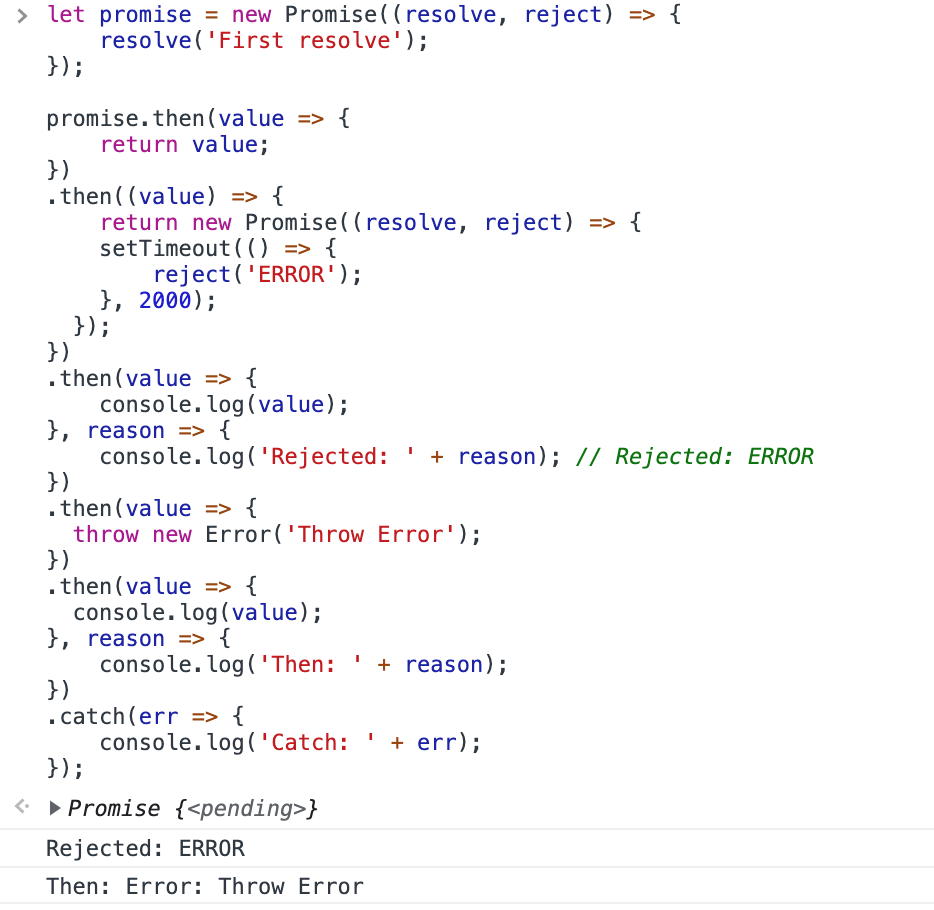 > let promise = new Promise((resolve, reject) => {
    resolve('First resolve');
});

promise.then(value => {
    return value;
})
.then((value) => {
    return new Promise((resolve, reject) => {
    setTimeout(() => {
        reject('ERROR');
    }, 2000);
  });
})
.then(value => {
    console.log(value);
}, reason => {
    console.log('Rejected: ' + reason); // Rejected: ERROR
})
.then(value => {
  throw new Error('Throw Error');
})
.then(value => {
  console.log(value);
}, reason => {
    console.log('Then: ' + reason);
})
.catch(err => {
    console.log('Catch: ' + err);
});
Promise {<pending>}
Rejected: ERROR
Then: Error: Throw Error